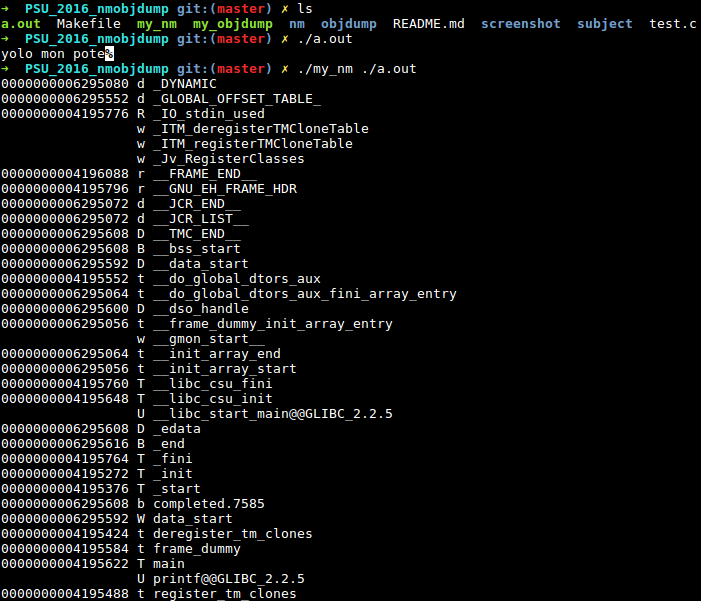 ➜  PSU_2016_nmobjdump git:(master) ✗ ls
a.out  Makefile  my_nm  my_objdump  nm  objdump  README.md  screenshot  subject  test.c
➜  PSU_2016_nmobjdump git:(master) ✗ ./a.out
yolo mon pote%
➜  PSU_2016_nmobjdump git:(master) ✗ ./my_nm ./a.out
0000000006295080 d _DYNAMIC
0000000006295552 d _GLOBAL_OFFSET_TABLE_
0000000004195776 R _IO_stdin_used
                 w _ITM_deregisterTMCloneTable
                 w _ITM_registerTMCloneTable
                 w _Jv_RegisterClasses
0000000004196088 r __FRAME_END__
0000000004195796 r __GNU_EH_FRAME_HDR
0000000006295072 d __JCR_END__
0000000006295072 d __JCR_LIST__
0000000006295608 D __TMC_END__
0000000006295608 B __bss_start
0000000006295592 D __data_start
0000000004195552 t __do_global_dtors_aux
0000000006295064 t __do_global_dtors_aux_fini_array_entry
0000000006295600 D __dso_handle
0000000006295056 t __frame_dummy_init_array_entry
                 w __gmon_start__
0000000006295064 t __init_array_end
0000000006295056 t __init_array_start
0000000004195760 T __libc_csu_fini
0000000004195648 T __libc_csu_init
                 U __libc_start_main@@GLIBC_2.2.5
0000000006295608 D _edata
0000000006295616 B _end
0000000004195764 T _fini
0000000004195272 T _init
0000000004195376 T _start
0000000006295608 b completed.7585
0000000006295592 W data_start
0000000004195424 t deregister_tm_clones
0000000004195584 t frame_dummy
0000000004195622 T main
                 U printf@@GLIBC_2.2.5
0000000004195488 t register_tm_clones